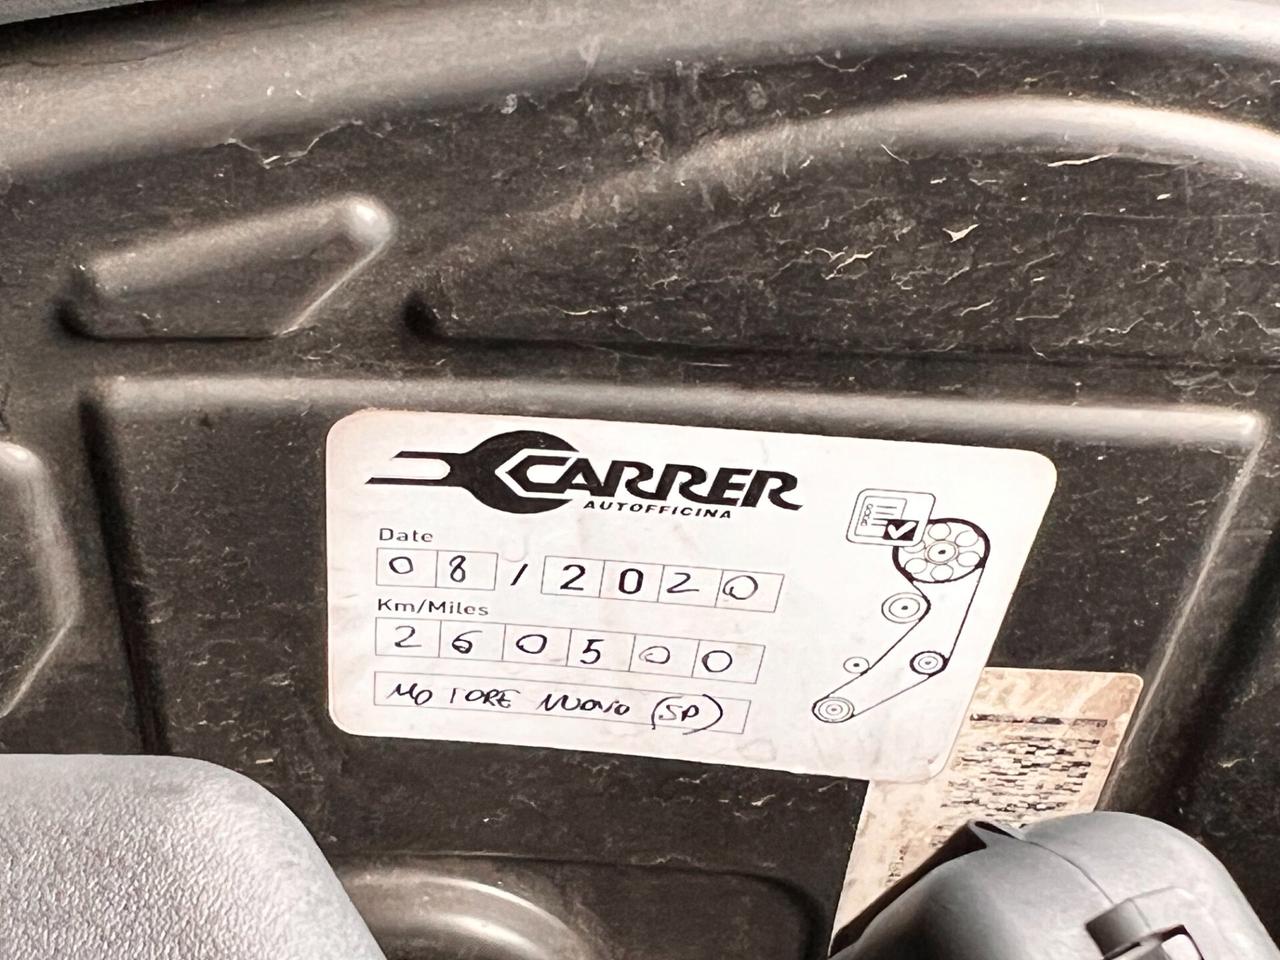 CARRER
AUTOFFICINA
Date
08/2020
Km/Miles
260500
MOTORE NUOVO (SP)